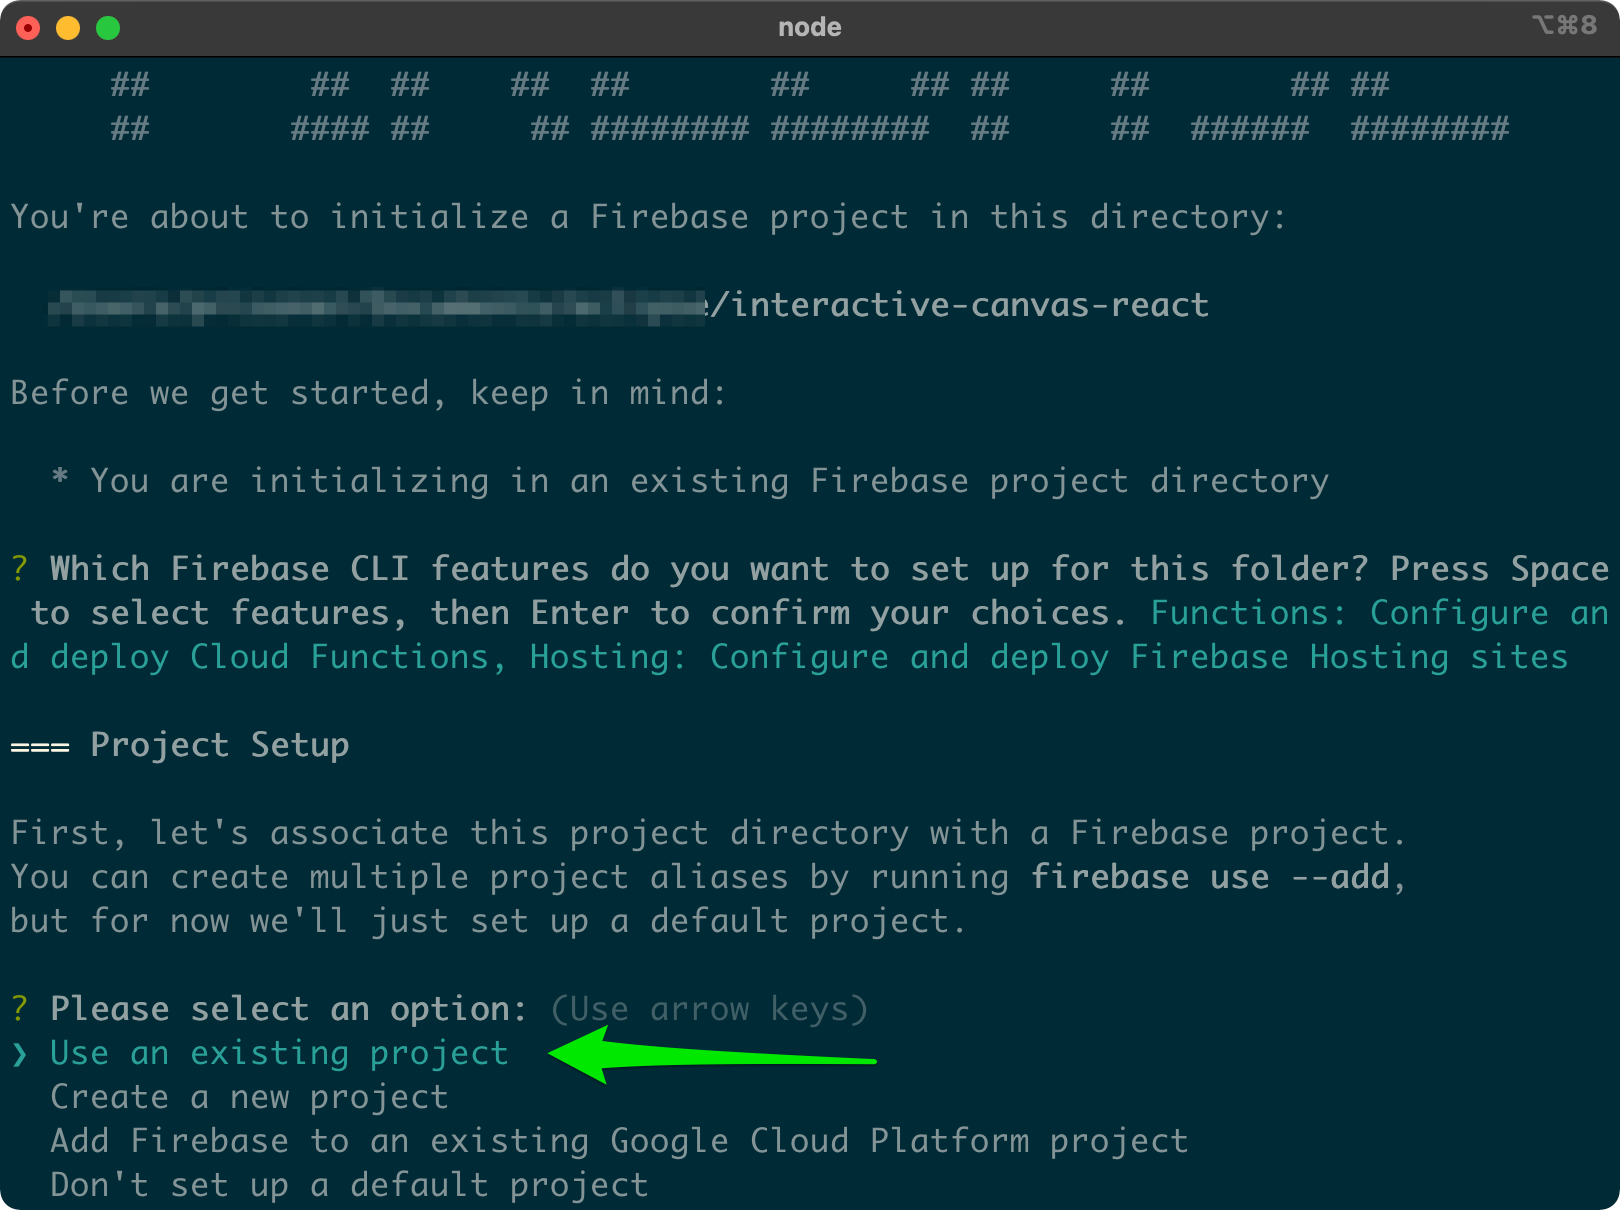 node
⌥⌘8
## ## ## ## ## ## ## ## ## ## ##
## #### ## ## ######## ######## ## ## ###### ########
You're about to initialize a Firebase project in this directory:
/interactive-canvas-react
Before we get started, keep in mind:
* You are initializing in an existing Firebase project directory
? Which Firebase CLI features do you want to set up for this folder? Press Space
to select features, then Enter to confirm your choices. Functions: Configure an
d deploy Cloud Functions, Hosting: Configure and deploy Firebase Hosting sites
=== Project Setup
First, let's associate this project directory with a Firebase project.
You can create multiple project aliases by running firebase use --add,
but for now we'll just set up a default project.
? Please select an option: (Use arrow keys)
❯ Use an existing project
Create a new project
Add Firebase to an existing Google Cloud Platform project
Don't set up a default project